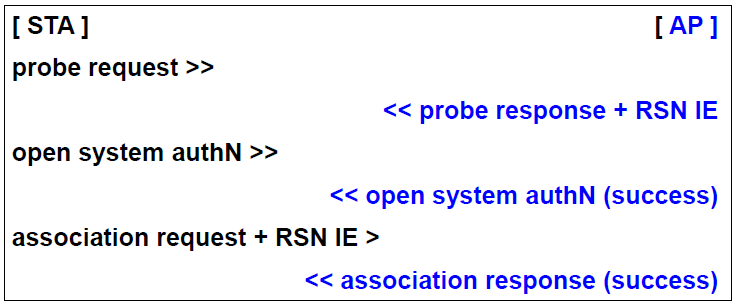 [ STA ] [ AP ]
probe request >>
<< probe response + RSN IE
open system authN >>
<< open system authN (success)
association request + RSN IE >
<< association response (success)